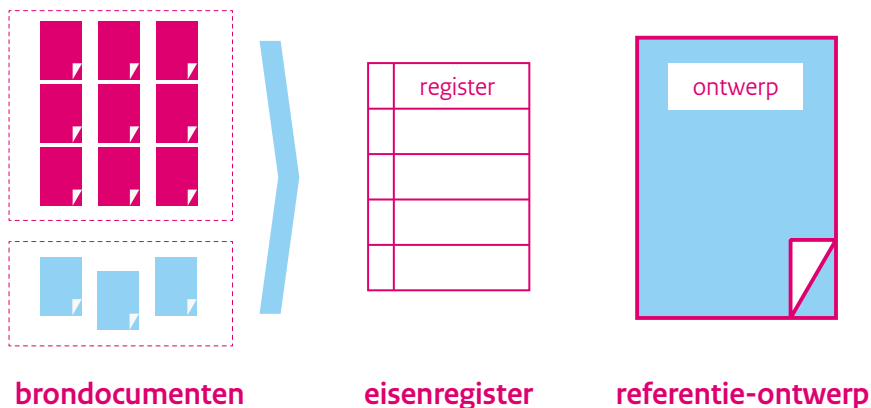 register
ontwerp
brondocumenten
eisenregister
referentie-ontwerp